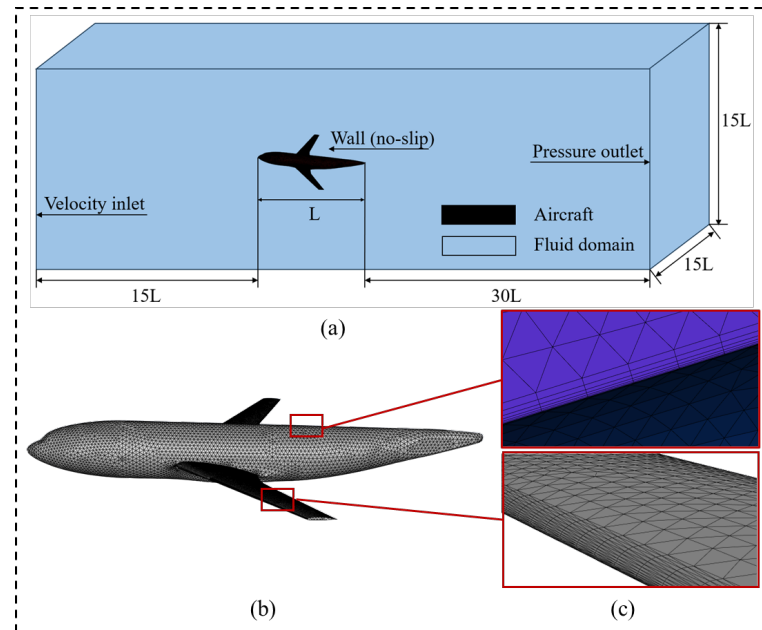 15L
Wall (no-slip)
Pressure outlet
Velocity inlet
L
Aircraft
Fluid domain
15L
15L
30L
(a)
(b)
(c)